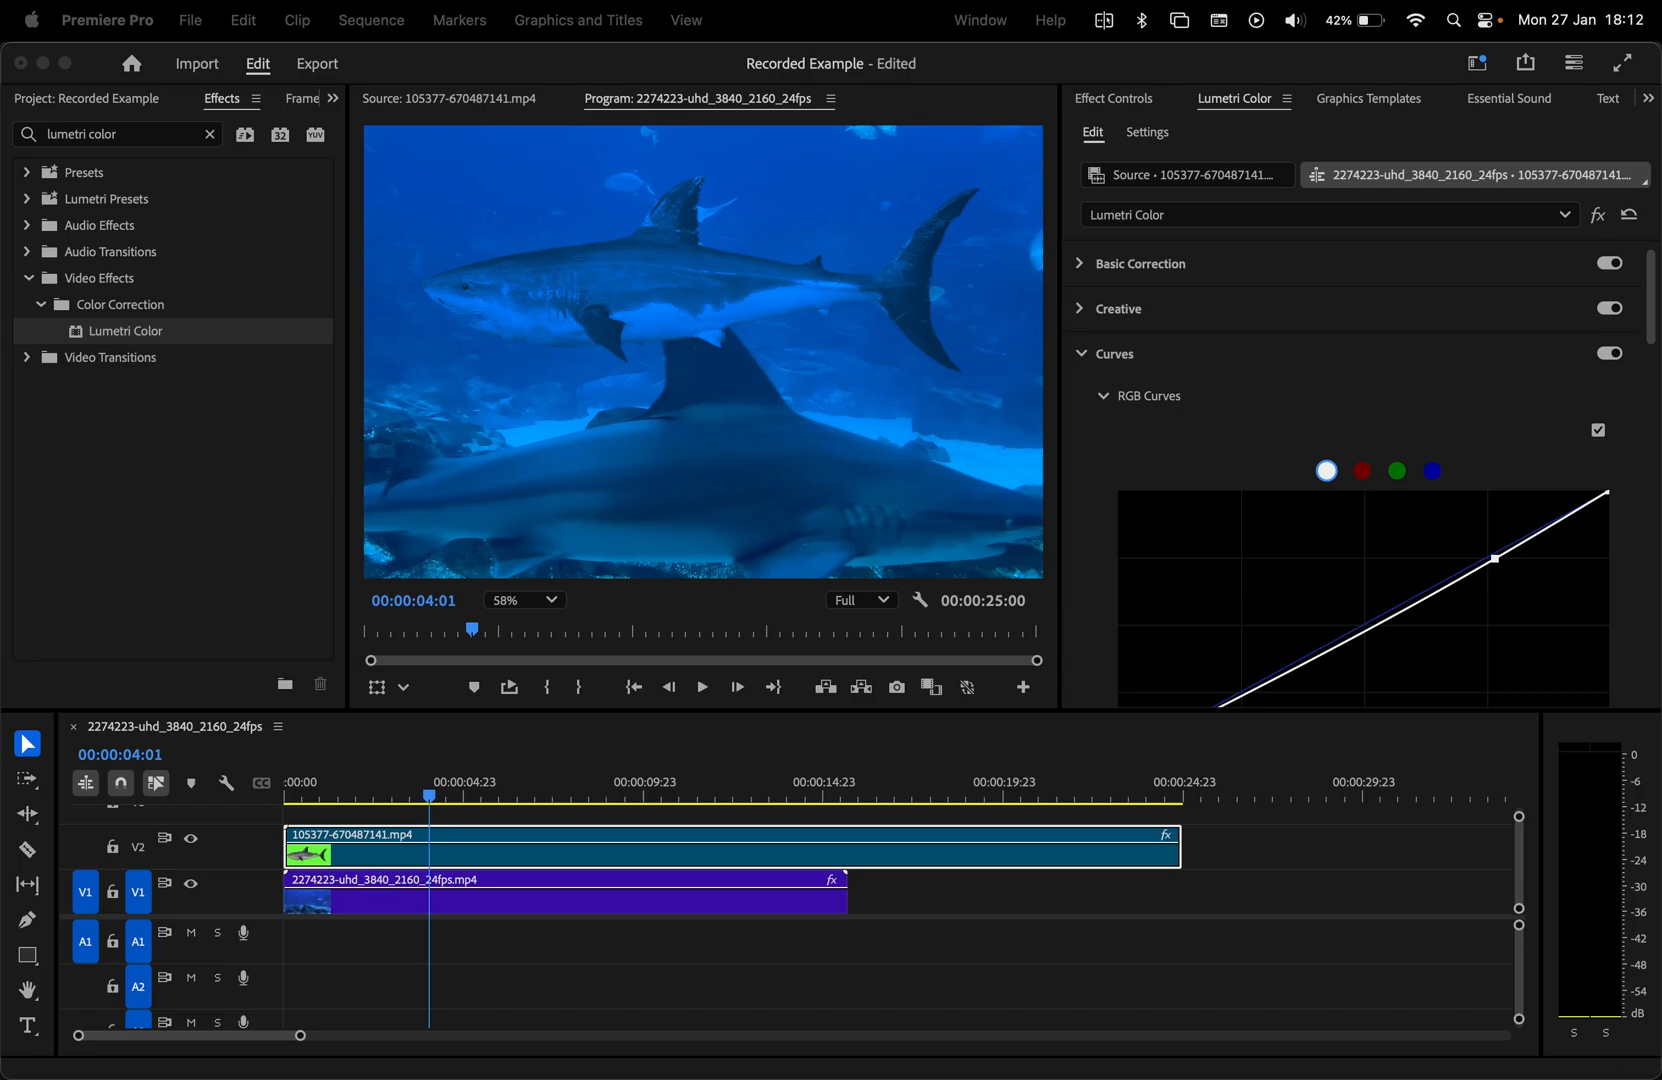 Premiere Pro File Edit Clip Sequence Markers Graphics and Titles View Window Help 42% Mon 27 Jan 18:12
Import Edit Export Recorded Example - Edited
Project: Recorded Example Effects Frame
lumetri color 32 YUV
Presets
Lumetri Presets
Audio Effects
Audio Transitions
Video Effects
Color Correction
Lumetri Color
Video Transitions
Source: 105377-670487141.mp4 Program: 2274223-uhd_3840_2160_24fps
00:00:04:01 58% Full 00:00:25:00
Effect Controls Lumetri Color Graphics Templates Essential Sound Text
Edit Settings
Source • 105377-670487141.... 2274223-uhd_3840_2160_24fps • 105377-670487141....
Lumetri Color fx
Basic Correction
Creative
Curves
RGB Curves
× 2274223-uhd_3840_2160_24fps
00:00:04:01
CC :00:00 00:00:04:23 00:00:09:23 00:00:14:23 00:00:19:23 00:00:24:23 00:00:29:23
V2 105377-670487141.mp4 fx
V1 V1 2274223-uhd_3840_2160_24fps.mp4 fx
A1 A1 M S
A2 M S
M S
0
-6
-12
-18
-24
-30
-36
-42
-48
-54
dB
S S